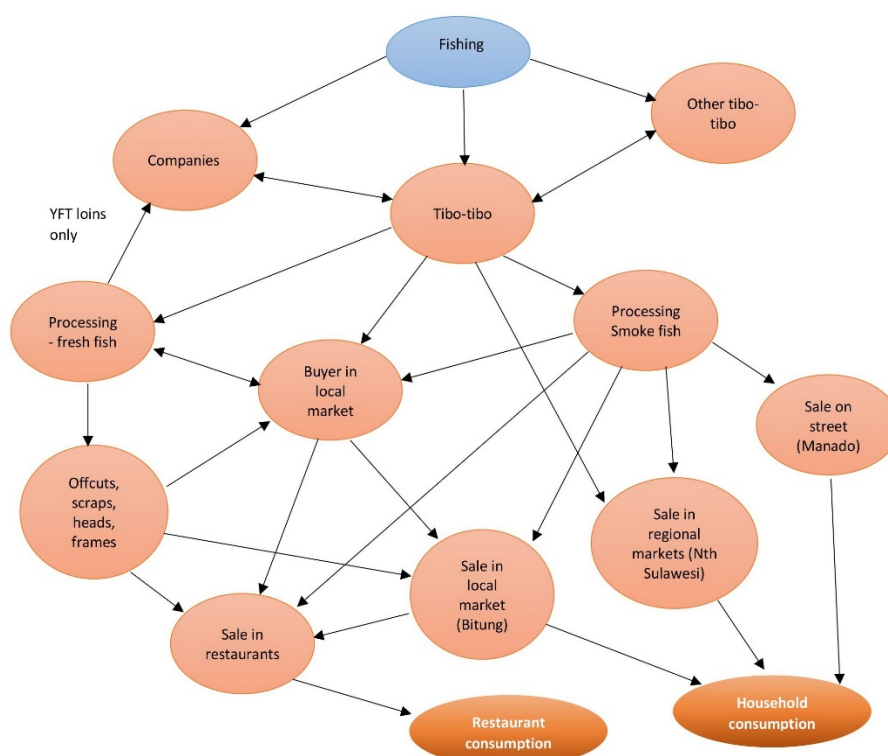 Fishing
Other tibo-
tibo
Companies
Tibo-tibo
YFT loins
only
Processing
- fresh fish
Processing
Smoke fish
Buyer in
local
market
Sale on
street
(Manado)
Offcuts,
scraps,
heads,
frames
Sale in
regional
markets (Nth
Sulawesi)
Sale in
local
market
(Bitung)
Sale in
restaurants
Restaurant
consumption
Household
consumption